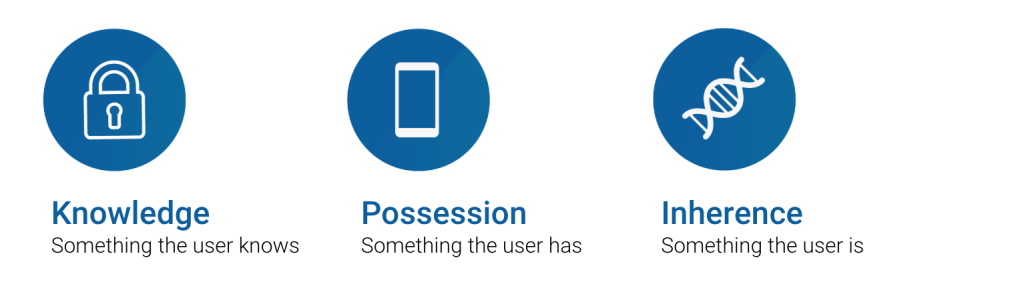 Knowledge
Something the user knows
Possession
Something the user has
Inherence
Something the user is